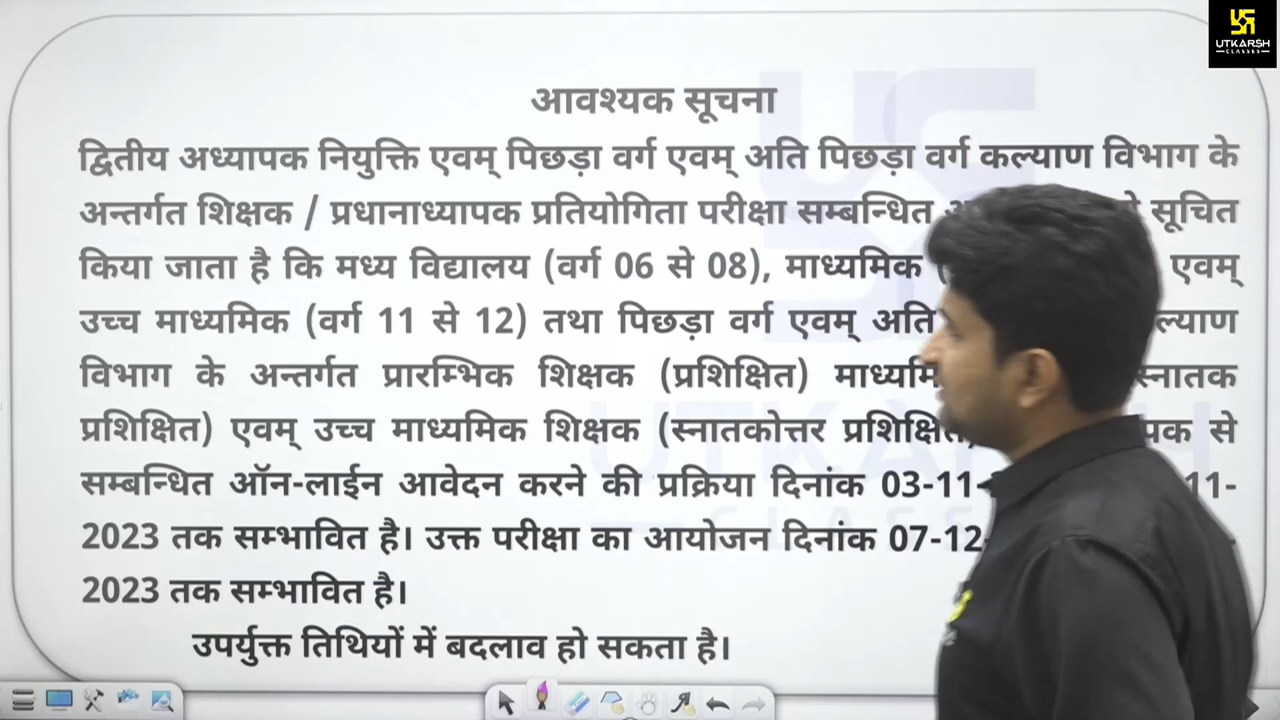 UTKARSH
CLASSES
आवश्यक सूचना
द्वितीय अध्यापक नियुक्ति एवम् पिछड़ा वर्ग एवम् अति पिछड़ा वर्ग कल्याण विभाग के
अन्तर्गत शिक्षक / प्रधानाध्यापक प्रतियोगिता परीक्षा सम्बन्धित सूचित
किया जाता है कि मध्य विद्यालय (वर्ग 06 से 08), माध्यमिक एवम्
उच्च माध्यमिक (वर्ग 11 से 12) तथा पिछड़ा वर्ग एवम् अति
विभाग के अन्तर्गत प्रारम्भिक शिक्षक (प्रशिक्षित)
प्रशिक्षित) एवम् उच्च माध्यमिक शिक्षक (स्नातकोत्तर से
सम्बन्धित ऑन-लाईन आवेदन करने की प्रक्रिया दिनांक 03-11- 11-
2023 तक सम्भावित है। उक्त परीक्षा का आयोजन दिनांक 07-12-
2023 तक सम्भावित है।
उपर्युक्त तिथियों में बदलाव हो सकता है।